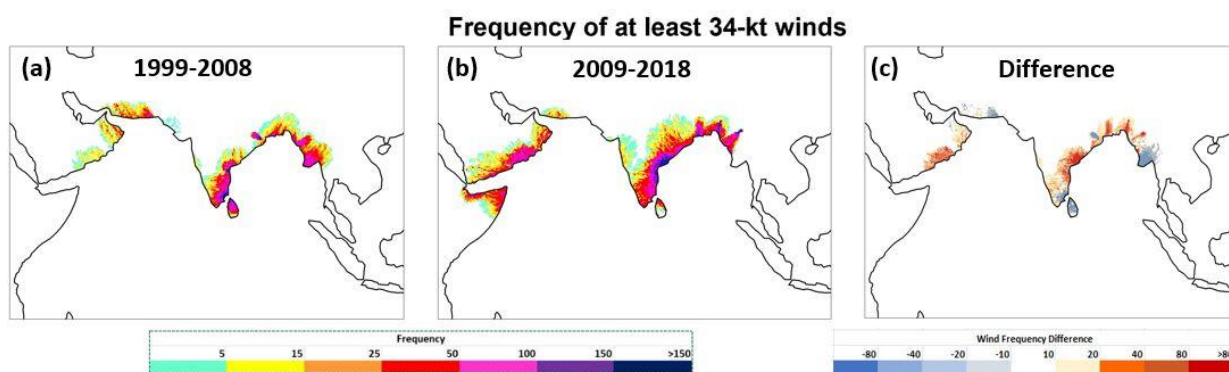 Frequency of at least 34-kt winds
(a) 1999-2008
(b) 2009-2018
(c) Difference
Frequency
5 15 25 50 100 150 >150
Wind Frequency Difference
-80 -40 -20 -10 10 20 40 80